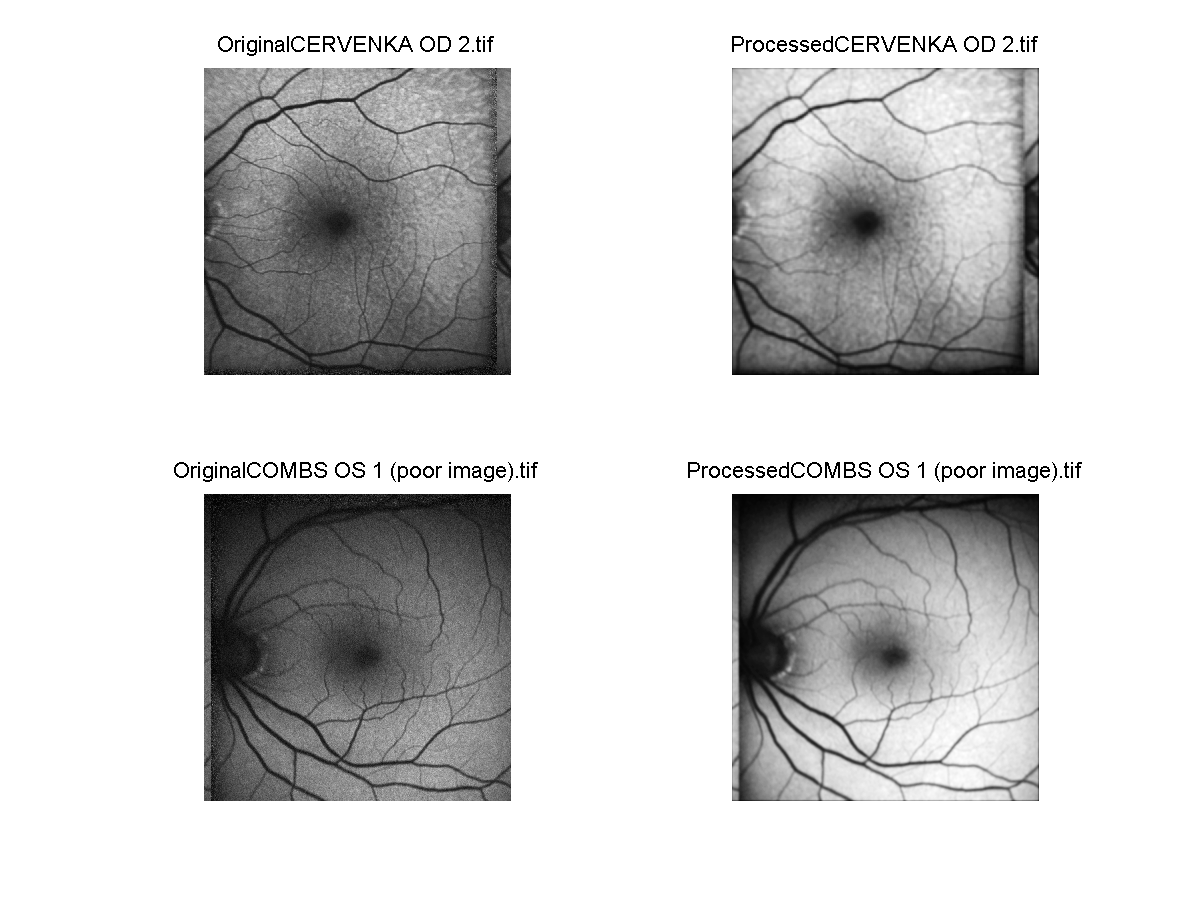 OriginalCERVENKA OD 2.tif
ProcessedCERVENKA OD 2.tif
OriginalCOMBS OS 1 (poor image).tif
ProcessedCOMBS OS 1 (poor image).tif